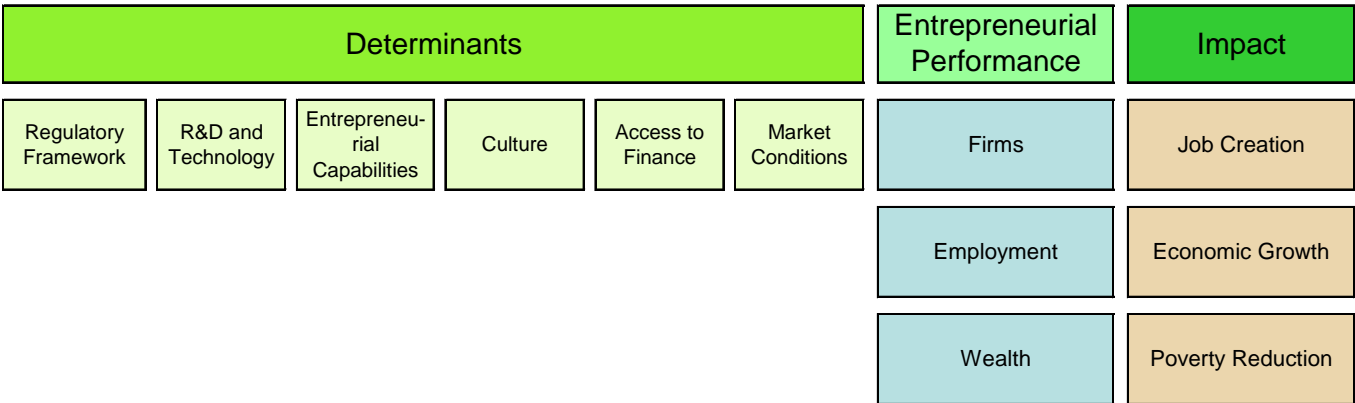 Determinants
Entrepreneurial
Performance
Impact
Regulatory
Framework
R&D and
Technology
Entrepreneu-
rial
Capabilities
Culture
Access to
Finance
Market
Conditions
Firms
Job Creation
Employment
Economic Growth
Wealth
Poverty Reduction